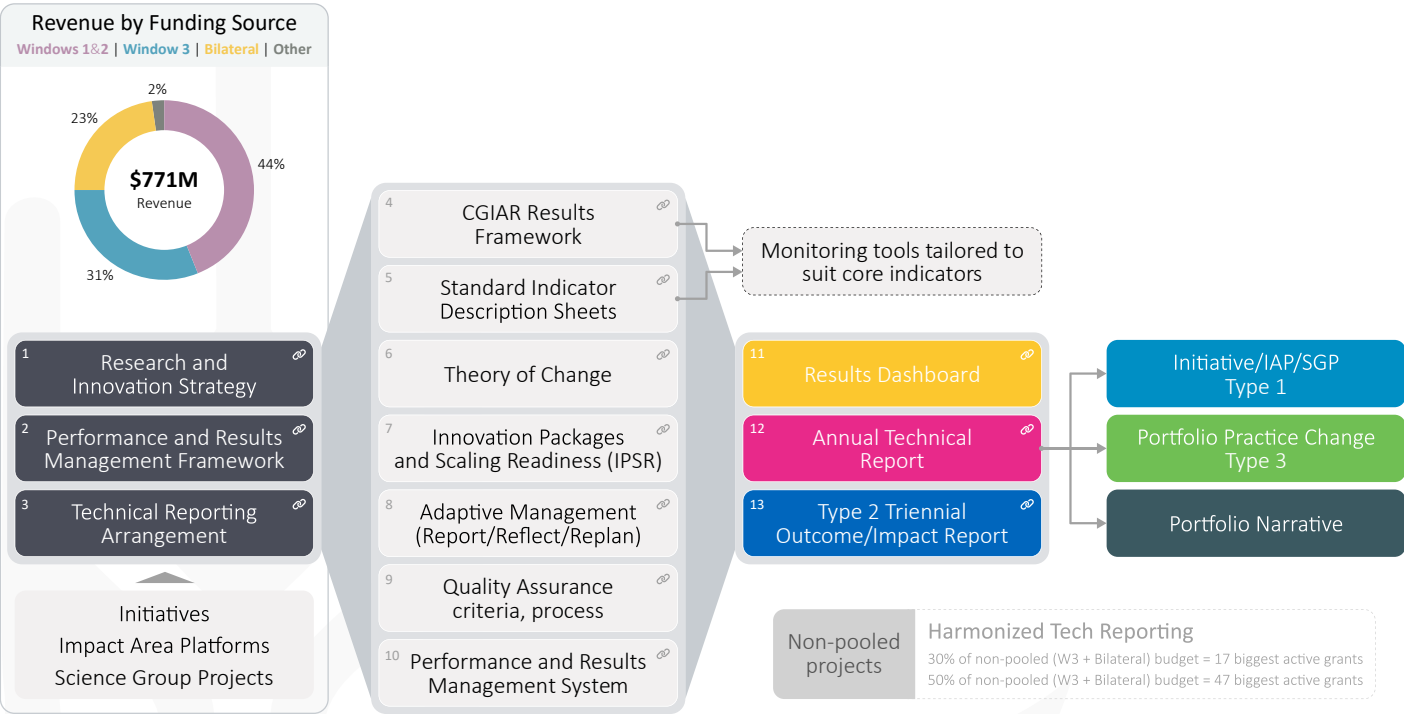 Revenue by Funding Source
Windows 1&2 | Window 3 | Bilateral | Other
2%
23%
44%
31%
$771M
Revenue
1
Research and
Innovation Strategy
2
Performance and Results
Management Framework
3
Technical Reporting
Arrangement
Initiatives
Impact Area Platforms
Science Group Projects
4
CGIAR Results
Framework
5
Standard Indicator
Description Sheets
6
Theory of Change
7
Innovation Packages
and Scaling Readiness (IPSR)
8
Adaptive Management
(Report/Reflect/Replan)
9
Quality Assurance
criteria, process
10
Performance and Results
Management System
Monitoring tools tailored to
suit core indicators
11
Results Dashboard
12
Annual Technical
Report
13
Type 2 Triennial
Outcome/Impact Report
Initiative/IAP/SGP
Type 1
Portfolio Practice Change
Type 3
Portfolio Narrative
Non-pooled
projects
Harmonized Tech Reporting
30% of non-pooled (W3 + Bilateral) budget = 17 biggest active grants
50% of non-pooled (W3 + Bilateral) budget = 47 biggest active grants